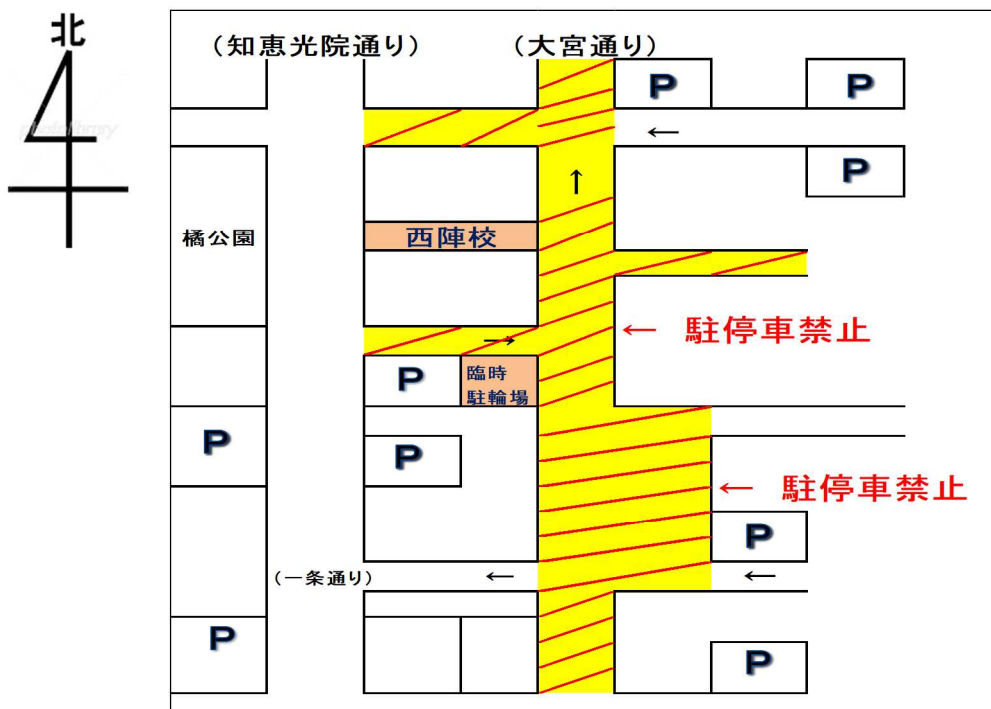 北
(知恵光院通り) (大宮通り)
P P
←
P
↑
橘公園
西陣校
← 駐停車禁止
→
P 臨時
駐輪場
P
P
← 駐停車禁止
P
(一条通り) ← ←
P
P